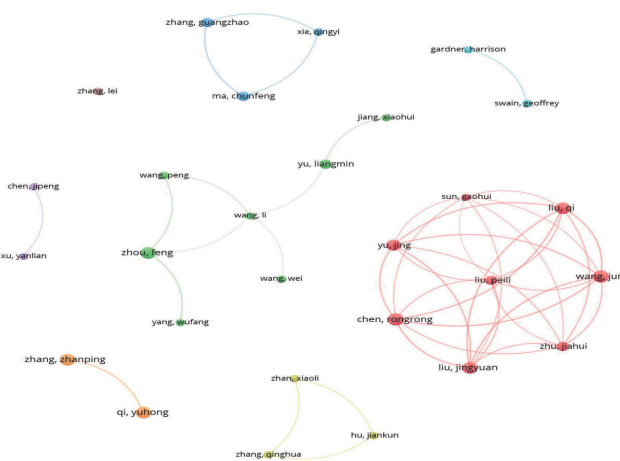 zhang, guangzhao
xie, qingyi
ma, chunfeng
gardner, harrison
swain, geoffrey
zhang, lei
jiang, xiaohui
yu, liangmin
wang, peng
chen, jipeng
wang, li
zhou, feng
xu, yanlian
wang, wei
yang, wufang
sun, gaohui
liu, qi
yu, jing
liu, peili
wang, jun
chen, rongrong
zhu, jiahui
liu, jingyuan
zhang, zhanping
qi, yuhong
zhan, xiaoli
hu, jiankun
zhang, qinghua